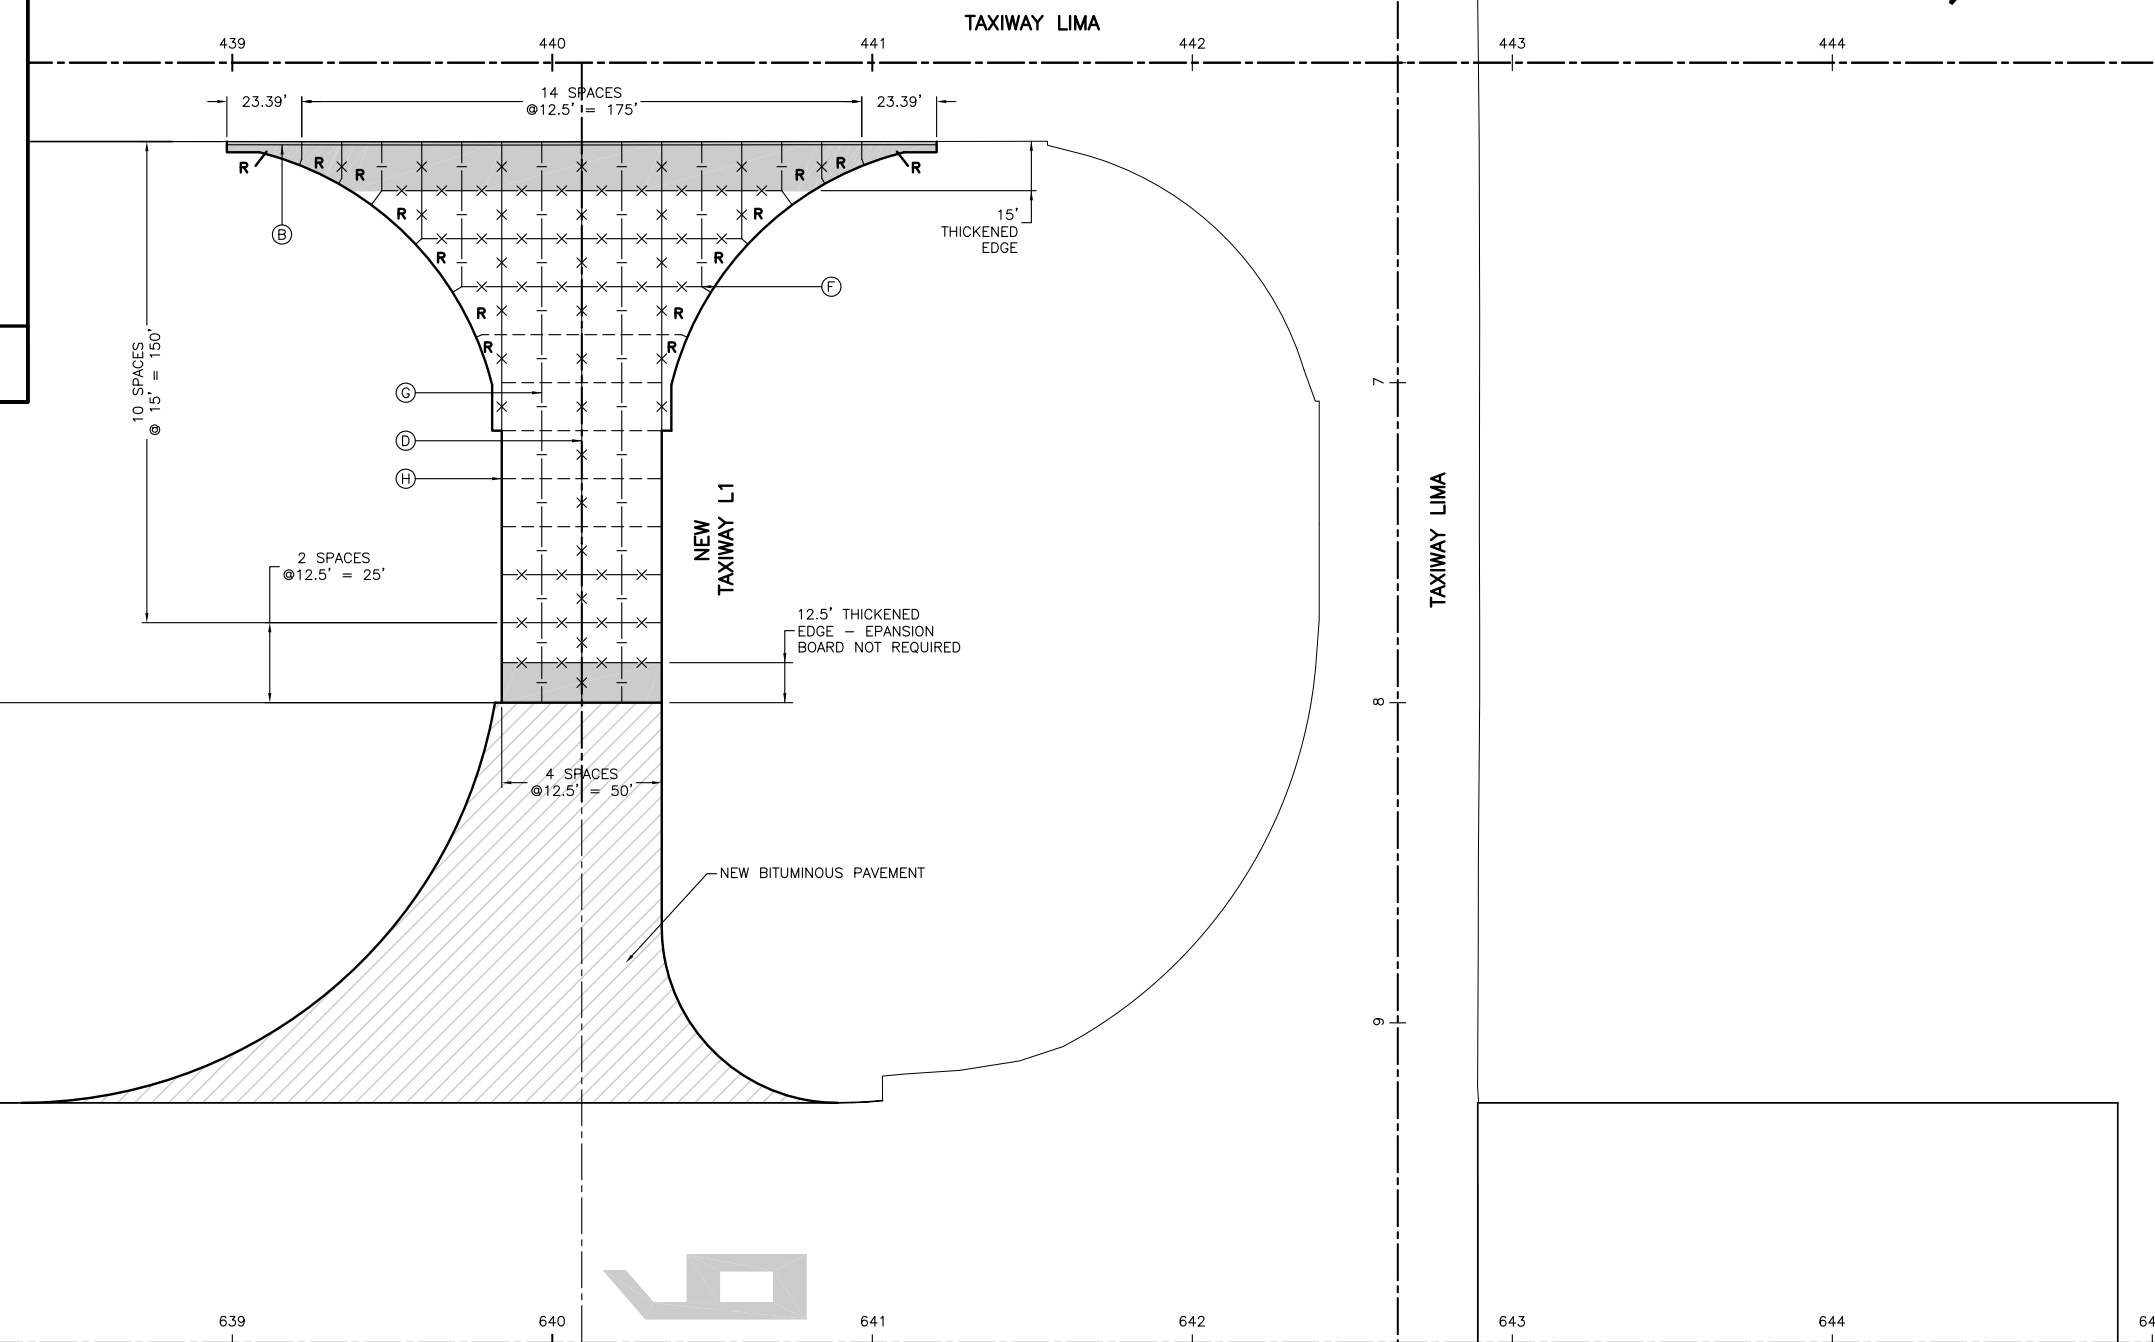 TAXIWAY LIMA
439
440
441
442
443
444
23.39'
14 SPACES
@12.5' = 175'
23.39'
R
R
R
R
R
R
B
R
R
15'
THICKENED
EDGE
R
R
F
R
R
R
R
10 SPACES
@ 15' = 150'
G
7
D
H
NEW
TAXIWAY L1
TAXIWAY LIMA
2 SPACES
@12.5' = 25'
12.5' THICKENED
EDGE – EPANSION
BOARD NOT REQUIRED
8
4 SPACES
@12.5' = 50'
NEW BITUMINOUS PAVEMENT
9
639
640
641
642
643
644